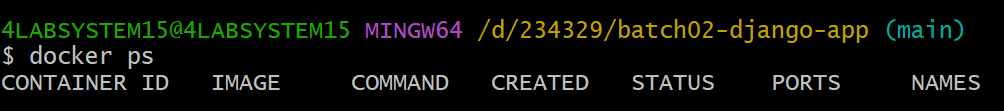 4LABSYSTEM15@4LABSYSTEM15 MINGW64 /d/234329/batch02-django-app (main)
$ docker ps
CONTAINER ID   IMAGE     COMMAND   CREATED   STATUS    PORTS     NAMES